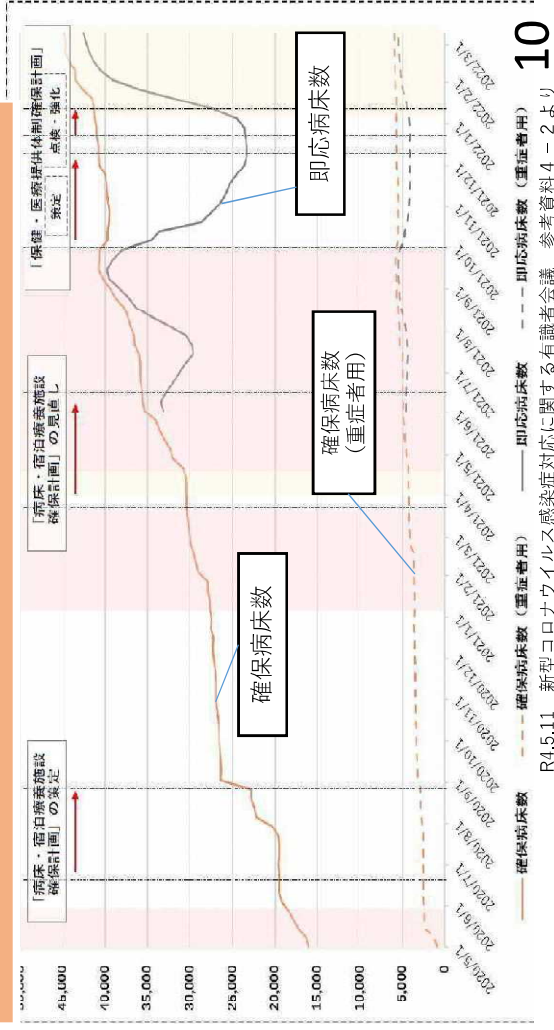 「病床・宿泊療養施設
確保計画」の策定
「病床・宿泊療養施設
確保計画」の見直し
「保健・医療提供体制確保計画」
策定
点検・強化
45,000
40,000
35,000
30,000
25,000
20,000
15,000
10,000
5,000
0
確保病床数
確保病床数
（重症者用）
即応病床数
2020/5/1
2020/6/1
2020/7/1
2020/8/1
2020/9/1
2020/10/1
2020/11/1
2020/12/1
2021/1/1
2021/2/1
2021/3/1
2021/4/1
2021/5/1
2021/6/1
2021/7/1
2021/8/1
2021/9/1
2021/10/1
2021/11/1
2021/12/1
2022/1/1
2022/2/1
2022/3/1
確保病床数
確保病床数（重症者用）
即応病床数
即応病床数（重症者用）
R4.5.11 新型コロナウイルス感染症対応に関する有識者会議 参考資料４－２より
10